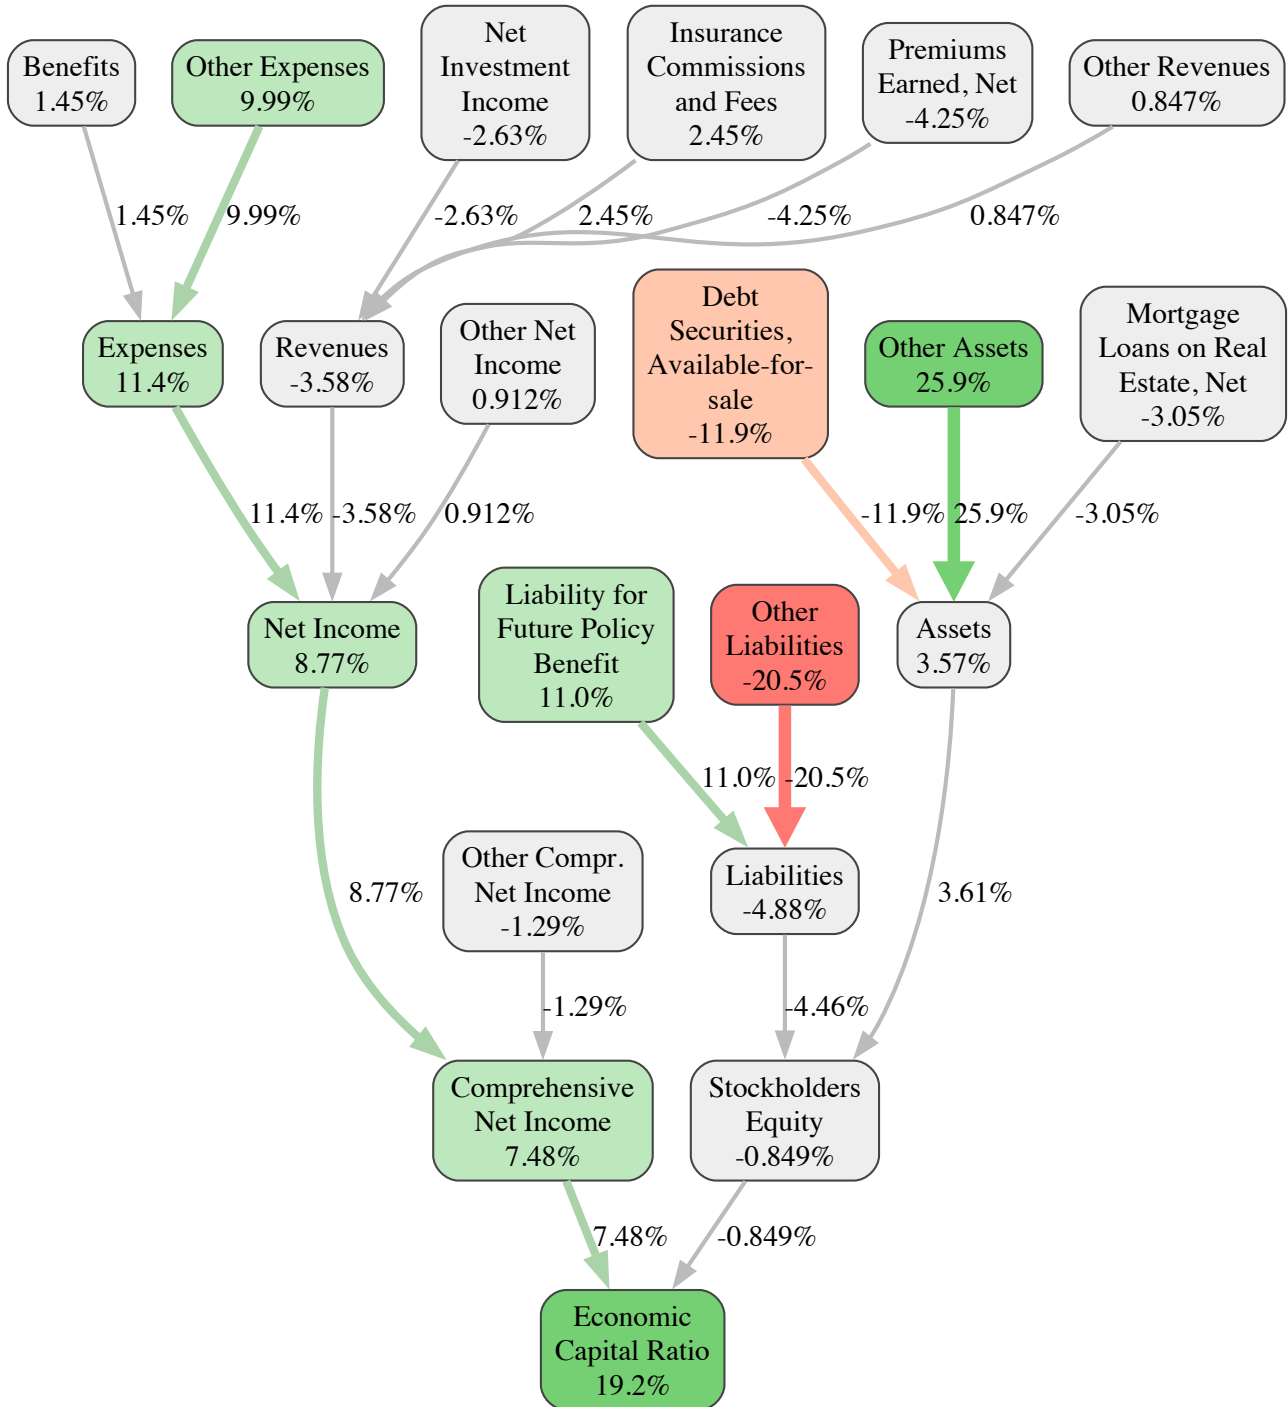 Benefits
1.45%
Other Expenses
9.99%
Net
Investment
Income
-2.63%
Insurance
Commissions
and Fees
2.45%
Premiums
Earned, Net
-4.25%
Other Revenues
0.847%
1.45%
9.99%
-2.63%
2.45%
-4.25%
0.847%
Expenses
11.4%
Revenues
-3.58%
Other Net
Income
0.912%
Debt
Securities,
Available-for-
sale
-11.9%
Other Assets
25.9%
Mortgage
Loans on Real
Estate, Net
-3.05%
11.4%
-3.58%
0.912%
-11.9%
25.9%
-3.05%
Net Income
8.77%
Liability for
Future Policy
Benefit
11.0%
Other
Liabilities
-20.5%
Assets
3.57%
11.0%
-20.5%
8.77%
Other Compr.
Net Income
-1.29%
Liabilities
-4.88%
3.61%
-1.29%
-4.46%
Comprehensive
Net Income
7.48%
Stockholders
Equity
-0.849%
7.48%
-0.849%
Economic
Capital Ratio
19.2%